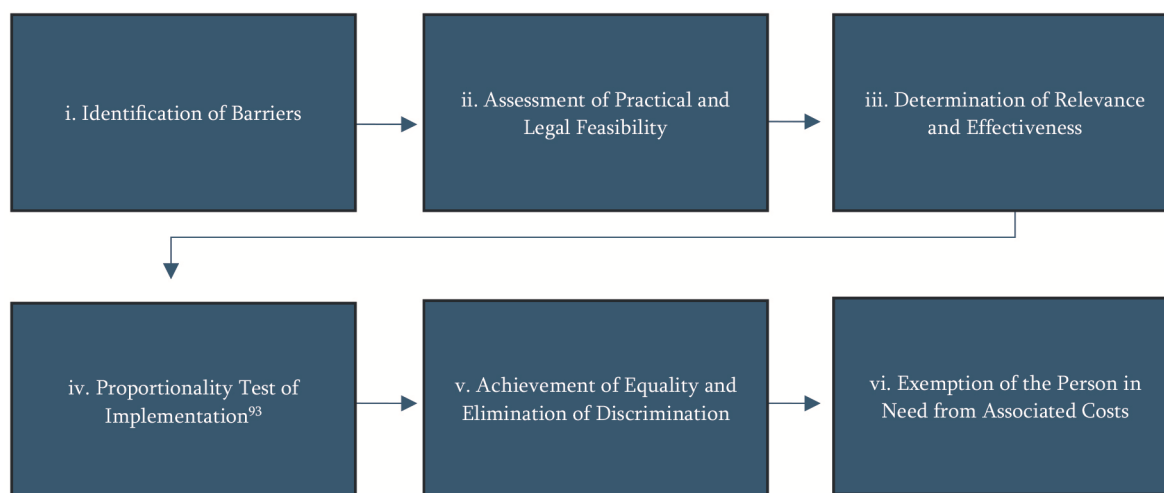 i. Identification of Barriers
ii. Assessment of Practical and
Legal Feasibility
iii. Determination of Relevance
and Effectiveness
iv. Proportionality Test of
Implementation93
v. Achievement of Equality and
Elimination of Discrimination
vi. Exemption of the Person in
Need from Associated Costs